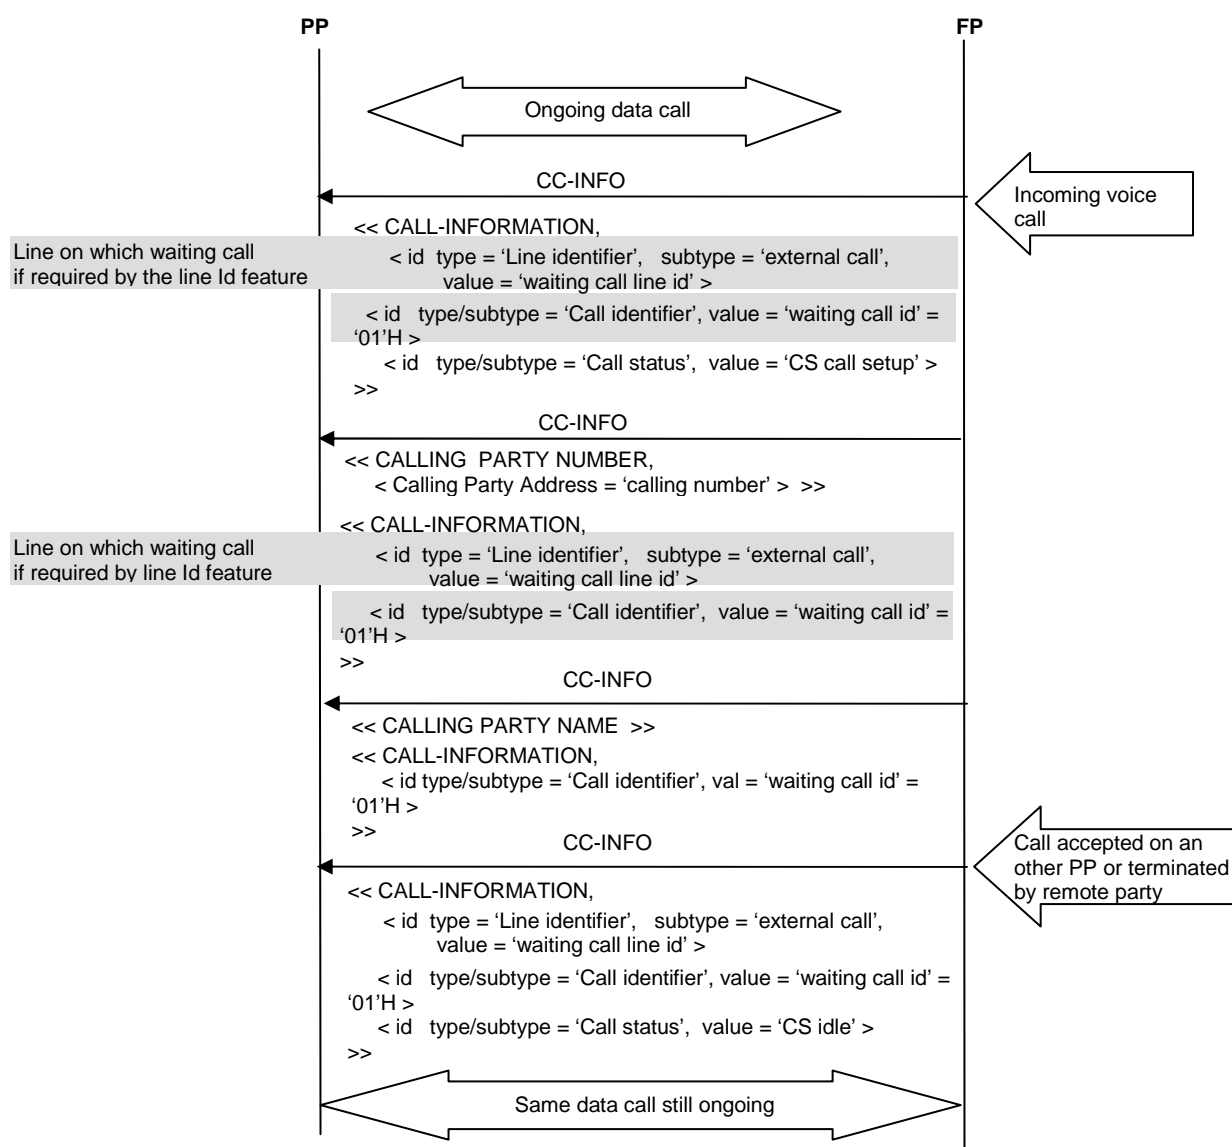 PP
FP
Ongoing data call
CC-INFO
Incoming voice
call
<< CALL-INFORMATION,
Line on which waiting call
if required by the line Id feature
< id type = ‘Line identifier’, subtype = ‘external call’,
value = ‘waiting call line id’ >
< id type/subtype = ‘Call identifier’, value = ‘waiting call id’ =
‘01’H >
< id type/subtype = ‘Call status’, value = ‘CS call setup’ >
>>
CC-INFO
<< CALLING PARTY NUMBER,
< Calling Party Address = ‘calling number’ > >>
<< CALL-INFORMATION,
Line on which waiting call
if required by line Id feature
< id type = ‘Line identifier’, subtype = ‘external call’,
value = ‘waiting call line id’ >
< id type/subtype = ‘Call identifier’, value = ‘waiting call id’ =
‘01’H >
>>
CC-INFO
<< CALLING PARTY NAME >>
<< CALL-INFORMATION,
< id type/subtype = ‘Call identifier’, val = ‘waiting call id’ =
‘01’H >
>>
CC-INFO
Call accepted on an
other PP or terminated
by remote party
<< CALL-INFORMATION,
< id type = ‘Line identifier’, subtype = ‘external call’,
value = ‘waiting call line id’ >
< id type/subtype = ‘Call identifier’, value = ‘waiting call id’ =
‘01’H >
< id type/subtype = ‘Call status’, value = ‘CS idle’ >
>>
Same data call still ongoing